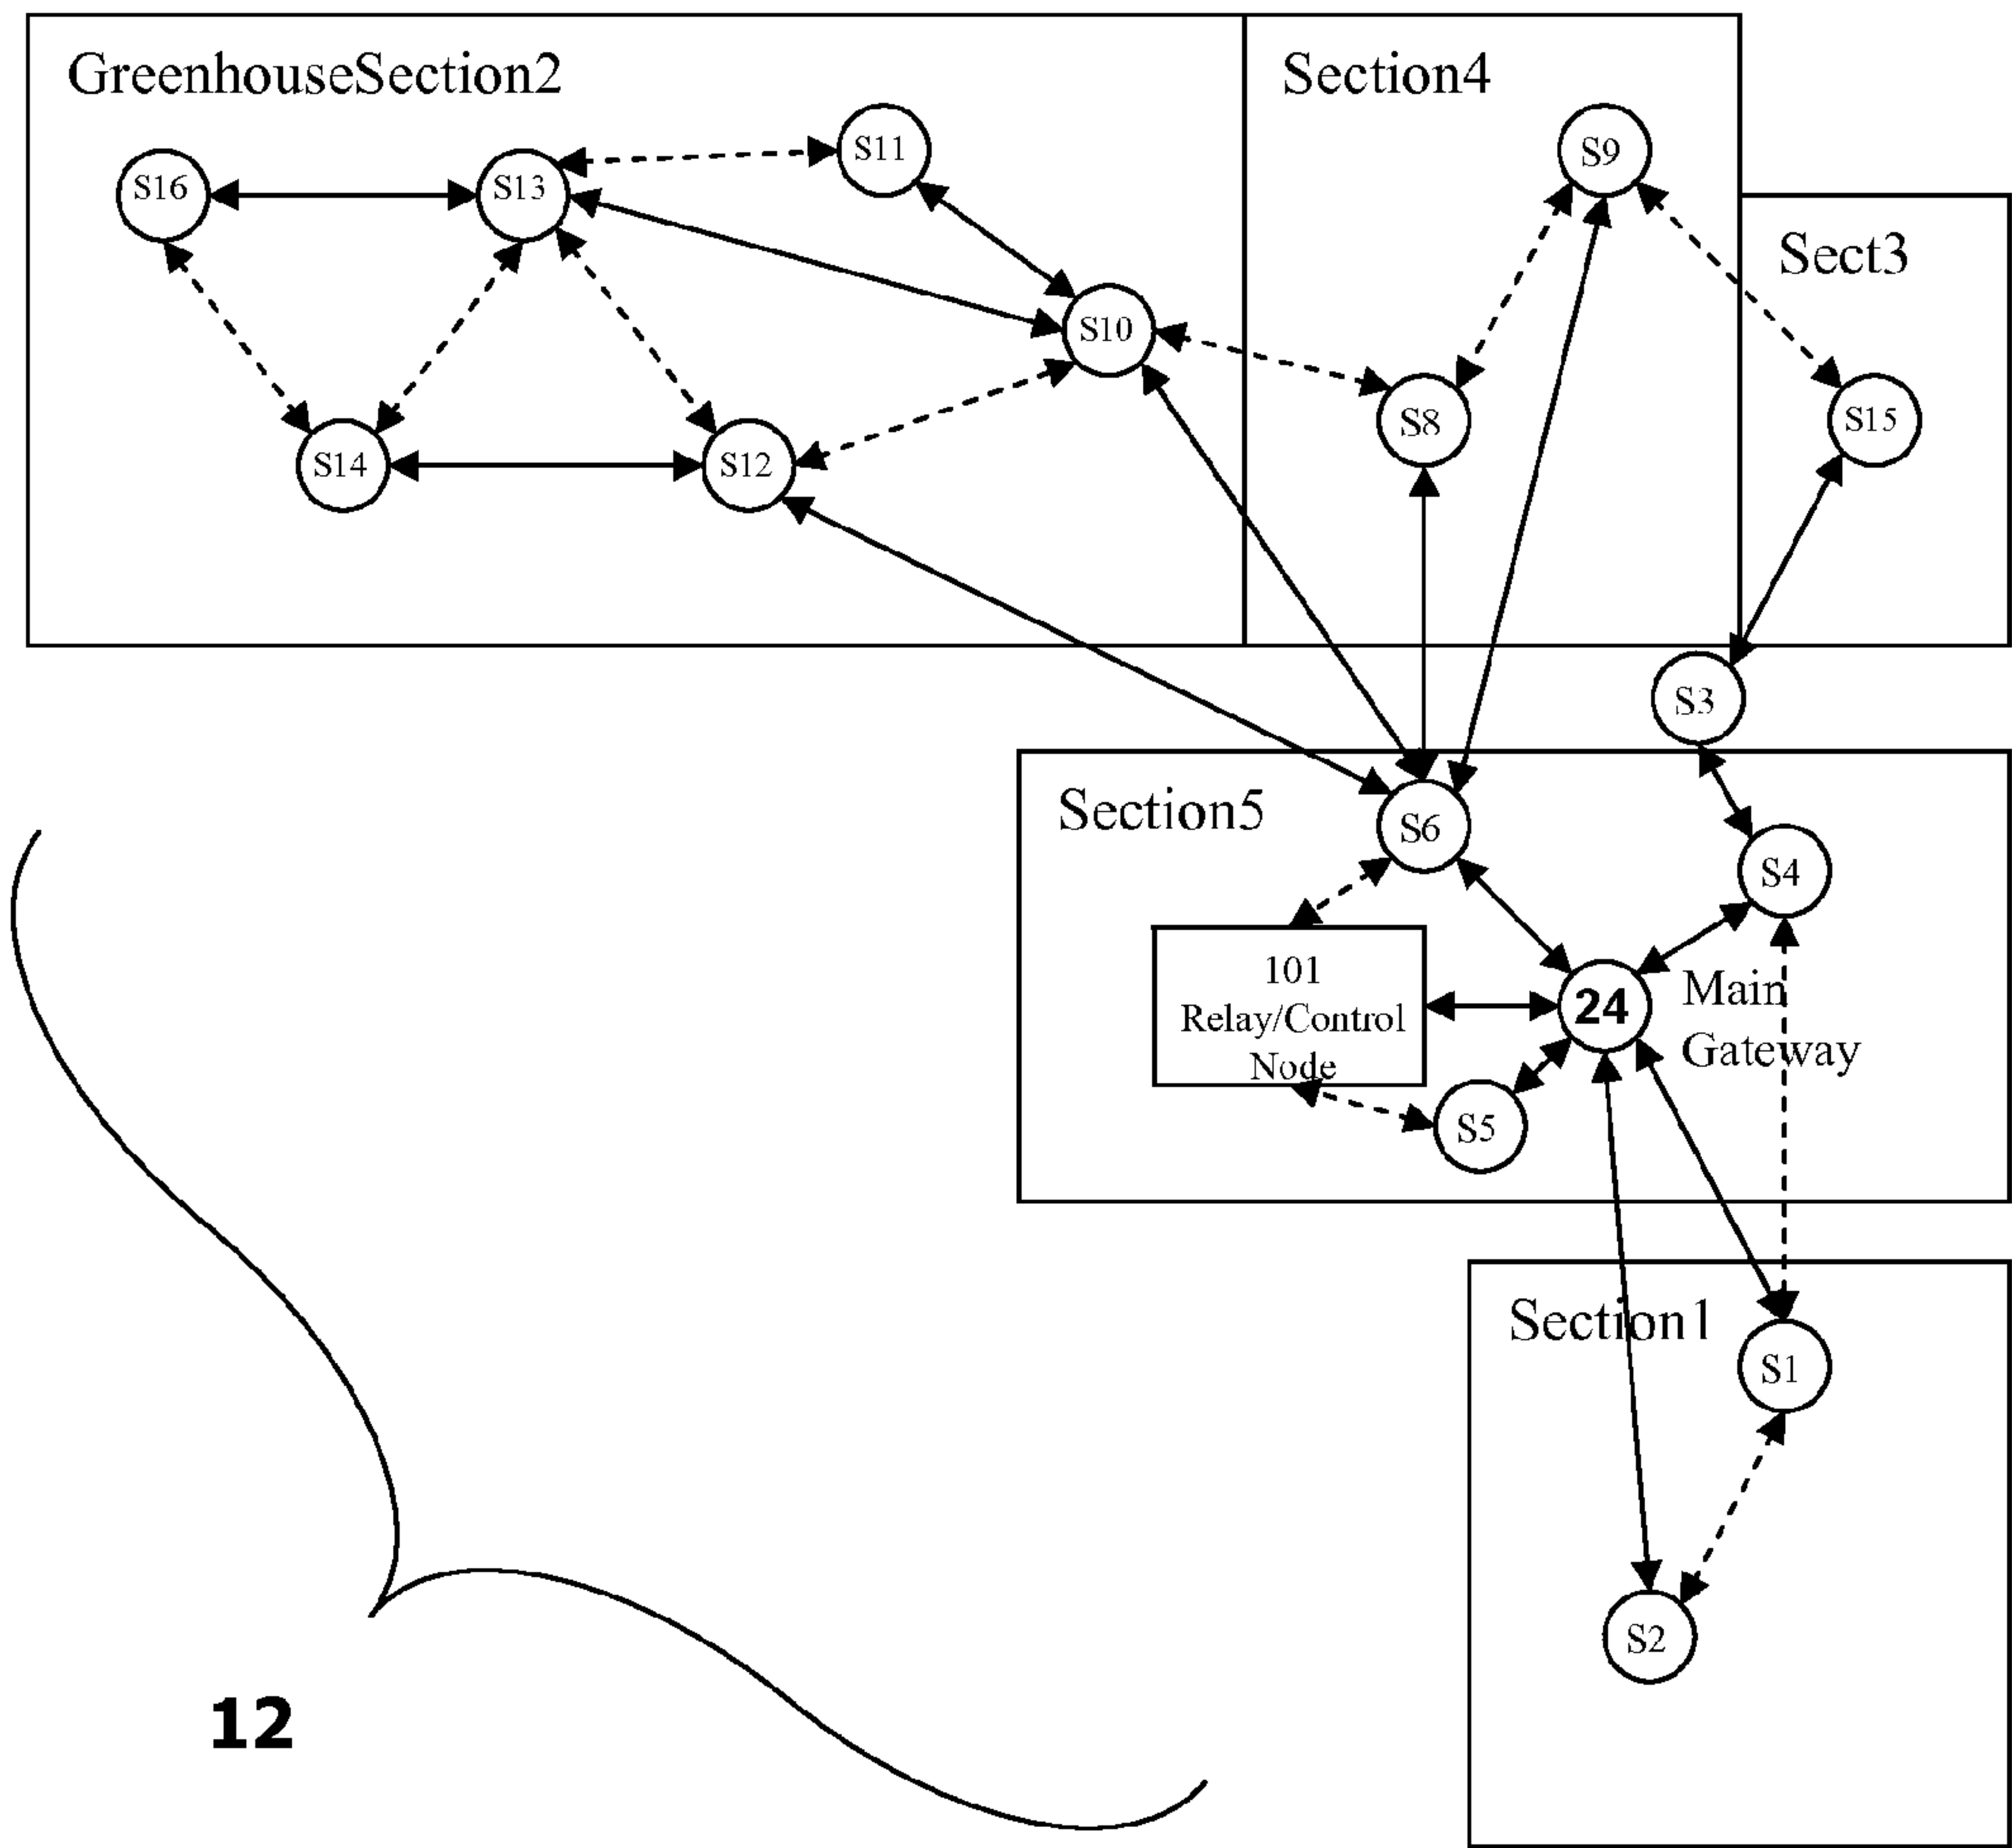 GreenhouseSection2
Section4
S11
S9
S16
S13
Sect3
S10
S8
S15
S14
S12
S3
Section5
S6
S4
101
Relay/Control
Node
24
Main
Gateway
S5
Section1
S1
S2
12